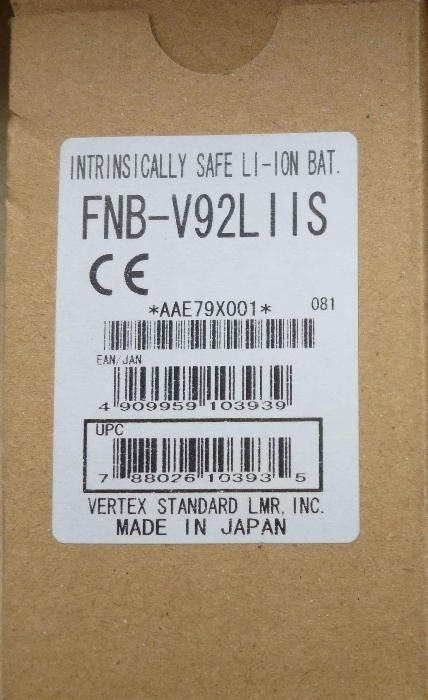 INTRINSICALLY SAFE LI-ION BAT.
FNB-V92LIIS
CE
*AAE79X001* 081
EAN/JAN
4 909959 103939
UPC
7 88026 10393 5
VERTEX STANDARD LMR, INC.
MADE IN JAPAN